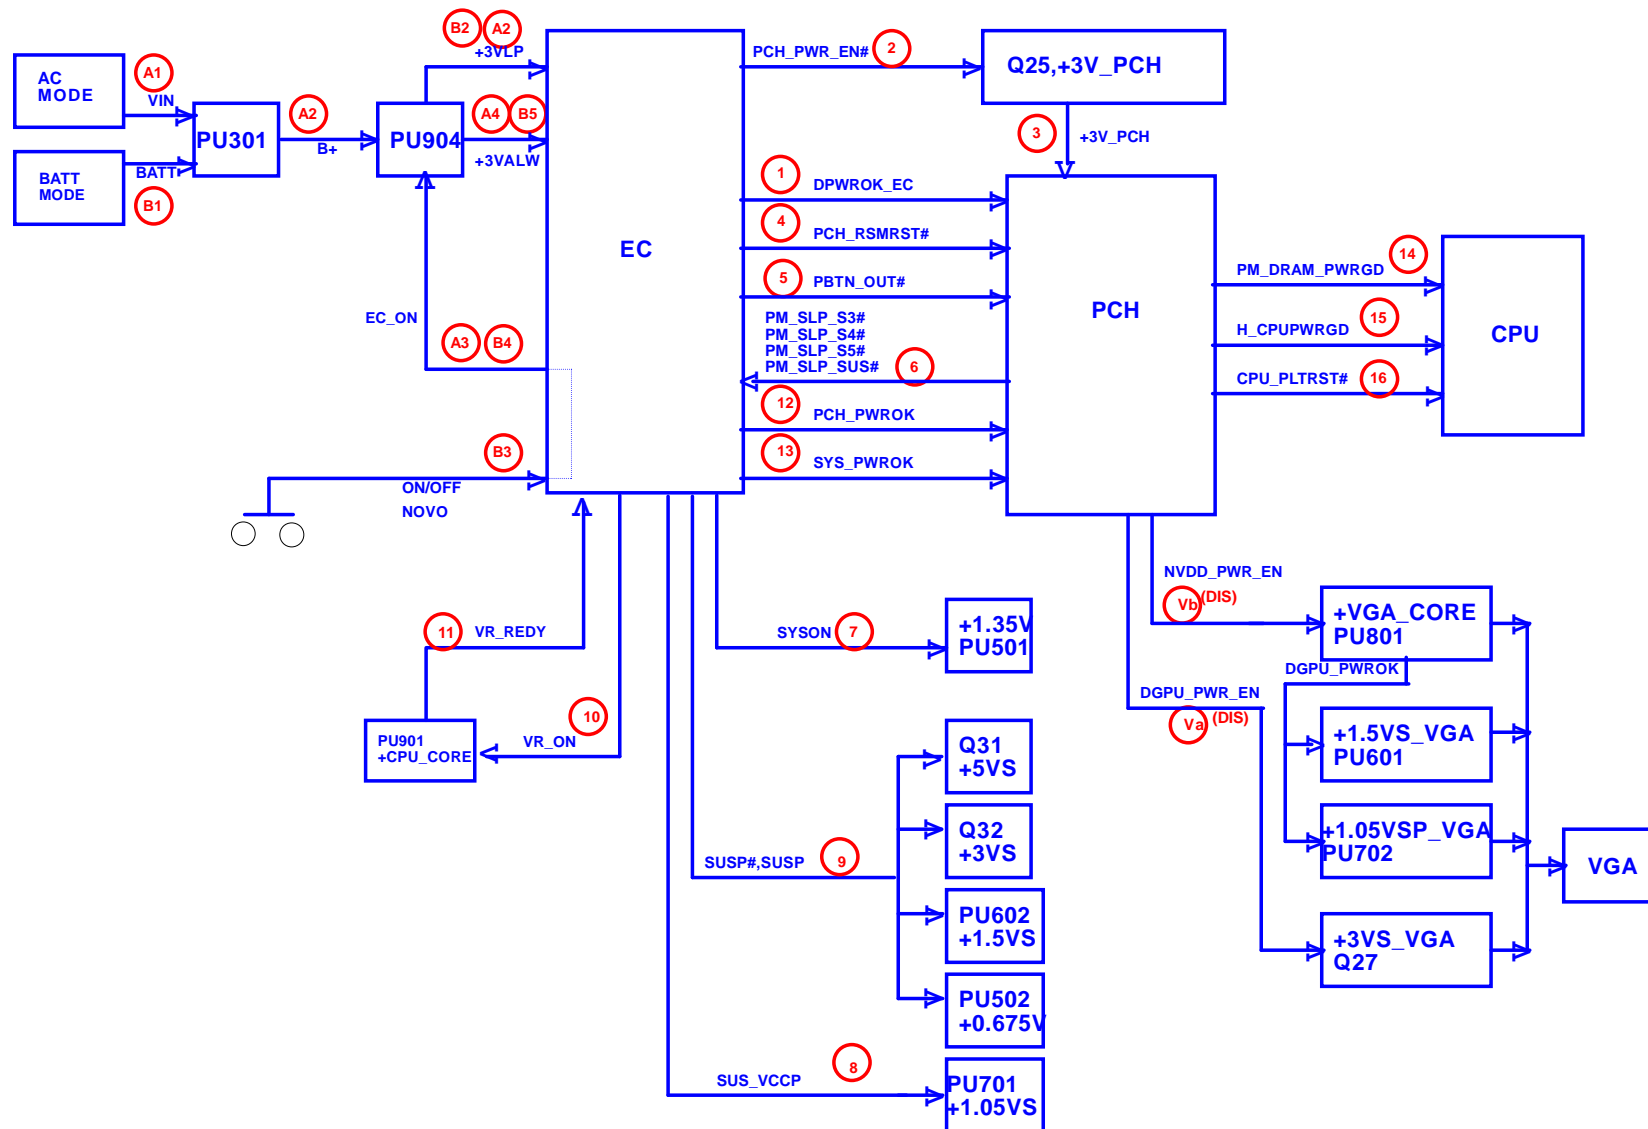 B2
A2
+3VLP
PCH_PWR_EN#
2
Q25,+3V_PCH
AC
MODE
A1
VIN
PU301
A2
B+
PU904
A4
B5
+3VALW
3
+3V_PCH
BATT
MODE
BATT
B1
EC
1
DPWROK_EC
4
PCH_RSMRST#
5
PBTN_OUT#
PM_SLP_S3#
PM_SLP_S4#
PM_SLP_S5#
PM_SLP_SUS#
6
12
PCH_PWROK
13
SYS_PWROK
PCH
PM_DRAM_PWRGD
14
H_CPUPWRGD
15
CPU_PLTRST#
16
CPU
EC_ON
A3
B4
B3
ON/OFF
NOVO
11
VR_REDY
10
VR_ON
PU901
+CPU_CORE
SYSON
7
+1.35V
PU501
NVDD_PWR_EN
Vb
(DIS)
+VGA_CORE
PU801
DGPU_PWROK
DGPU_PWR_EN
Va
(DIS)
+1.5VS_VGA
PU601
+1.05VSP_VGA
PU702
VGA
+3VS_VGA
Q27
Q31
+5VS
Q32
+3VS
SUSP#,SUSP
9
PU602
+1.5VS
PU502
+0.675V
SUS_VCCP
8
PU701
+1.05VS